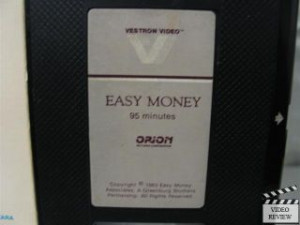 VESTRON VIDEO™
EASY MONEY
95 minutes
ORION
Copyright © 1983 Easy Money
Associates, A Greenburg Brothers
Partnership. All Rights Reserved.
VIDEO
REVIEW